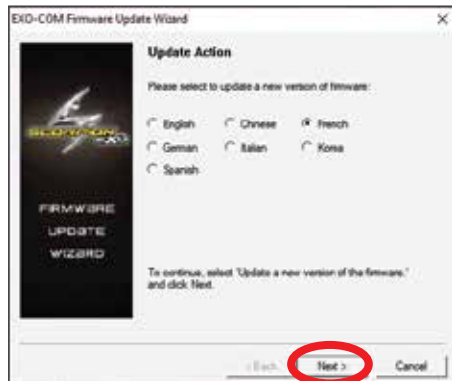 EXO-COM Firmware Update Wizard
Update Action
Please select to update a new version of firmware:
English Chinese French
German Italian Korea
Spanish
SCORPION
EXO
FIRMWARE
UPDATE
WIZARD
To continue, select 'Update a new version of the firmware.'
and click Next.
< Back Next > Cancel